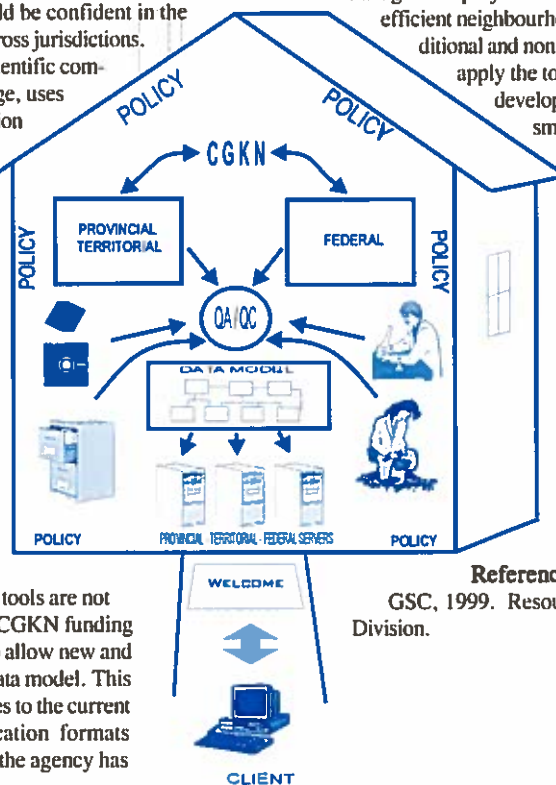 ld be confident in the
ross jurisdictions.
entific com-
ge, uses
ion
efficient neighbourhe
ditional and non
apply the to
develop
sm
POLICY
POLICY
CGKN
PROVINCIAL
TERRITORIAL
FEDERAL
POLICY
POLICY
QA/QC
DATA MODEL
POLICY
PROVINCIAL - TERRITORIAL - FEDERAL SERVERS
POLICY
WELCOME
tools are not
CGKN funding
allow new and
ata model. This
es to the current
cation formats
the agency has
Referenc
GSC, 1999. Resou
Division.
CLIENT